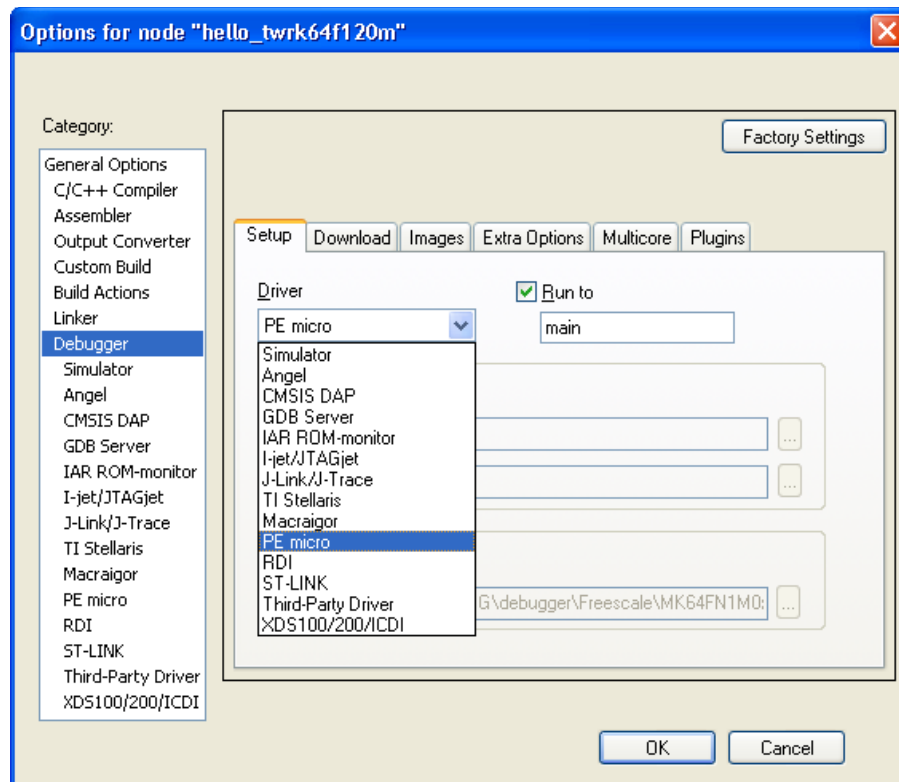 Options for node "hello_twrk64f120m"
Category:
General Options
C/C++ Compiler
Assembler
Output Converter
Custom Build
Build Actions
Linker
Debugger
Simulator
Angel
CMSIS DAP
GDB Server
IAR ROM-monitor
I-jet/JTAGjet
J-Link/J-Trace
TI Stellaris
Macraigor
PE micro
RDI
ST-LINK
Third-Party Driver
XDS100/200/ICDI
Factory Settings
Setup Download Images Extra Options Multicore Plugins
Driver
Run to
PE micro
main
Simulator
Angel
CMSIS DAP
GDB Server
IAR ROM-monitor
I-jet/JTAGjet
J-Link/J-Trace
TI Stellaris
Macraigor
PE micro
RDI
ST-LINK
Third-Party Driver
XDS100/200/ICDI
G\debugger\Freescale\MK64FN1M0:
...
...
...
OK Cancel